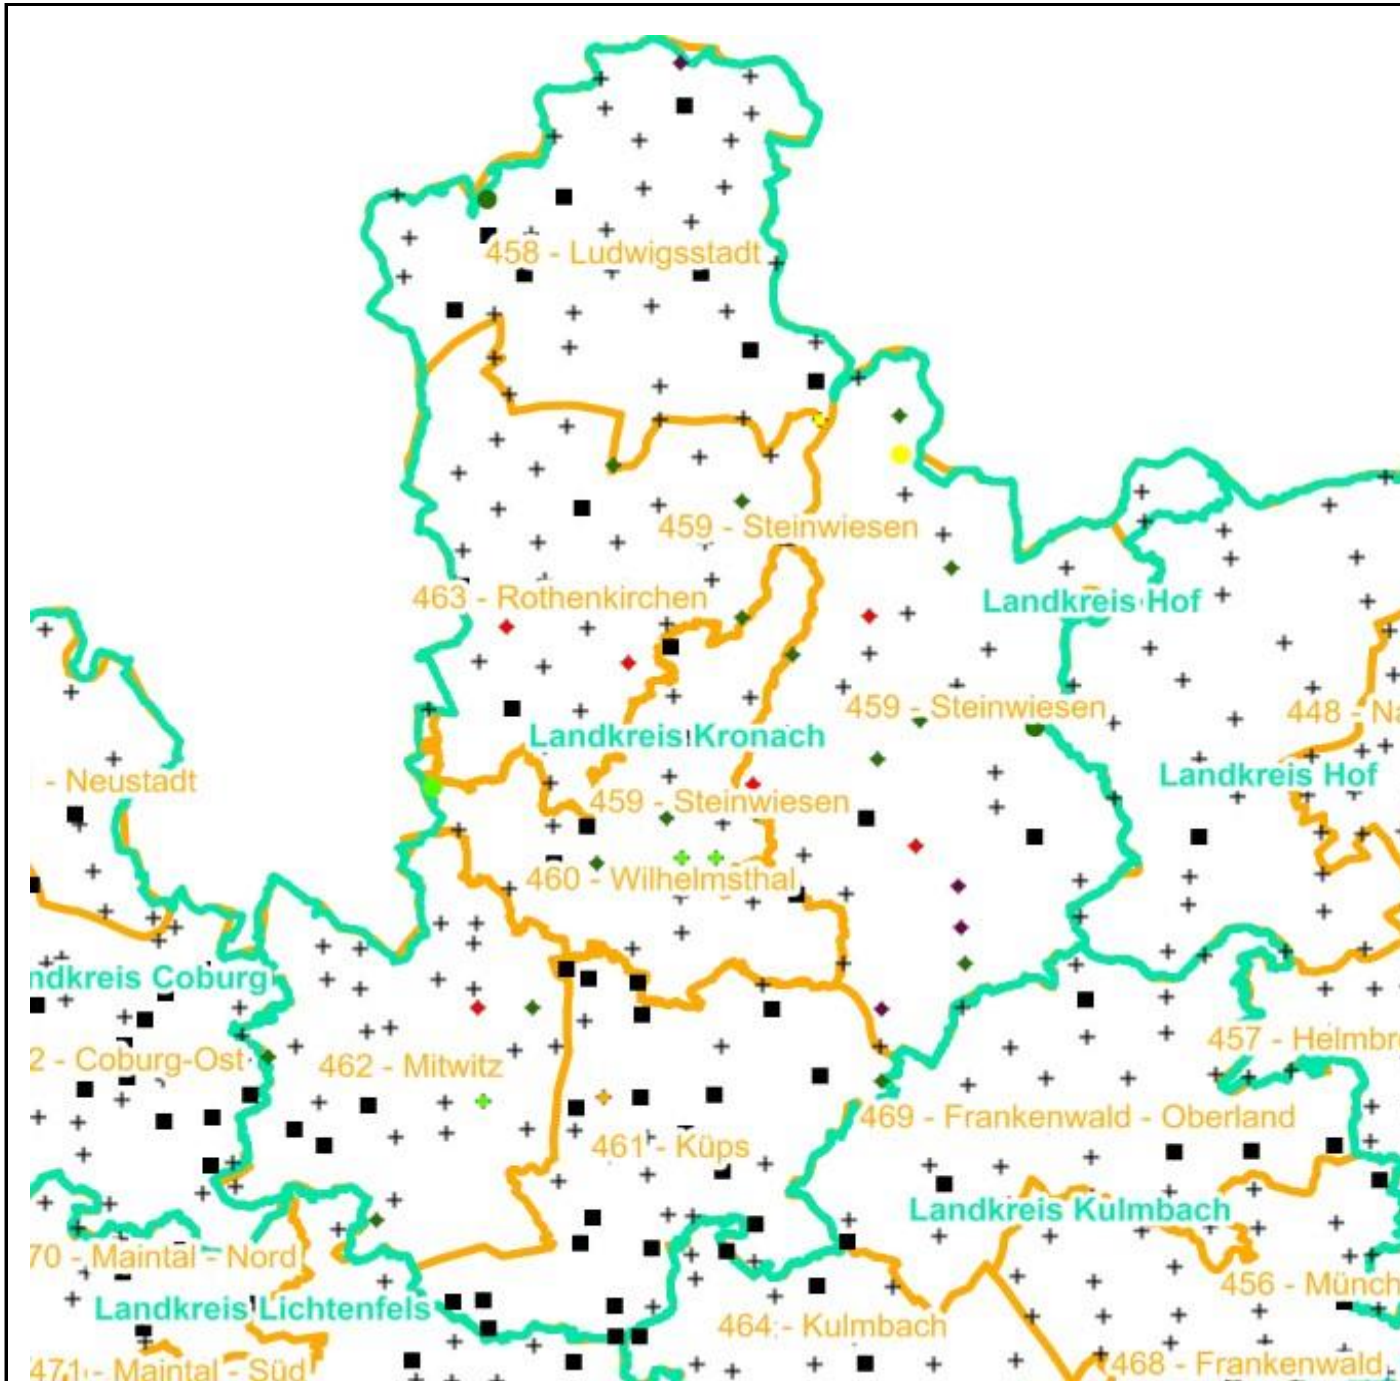 458 - Ludwigsstadt
459 - Steinwiesen
463 - Rothenkirchen
Landkreis Hof
459 - Steinwiesen
448 - Na
Landkreis Kronach
Landkreis Hof
- Neustadt
459 - Steinwiesen
460 - Wilhelmsthal
ndkreis Coburg
2 - Coburg-Ost
462 - Mitwitz
457 - Helmbre
469 - Frankenwald - Oberland
461 - Küps
Landkreis Kulmbach
70 - Maintal - Nord
456 - Münch
Landkreis Lichtenfels
464 - Kulmbach
471 - Maintal - Süd
468 - Frankenwald